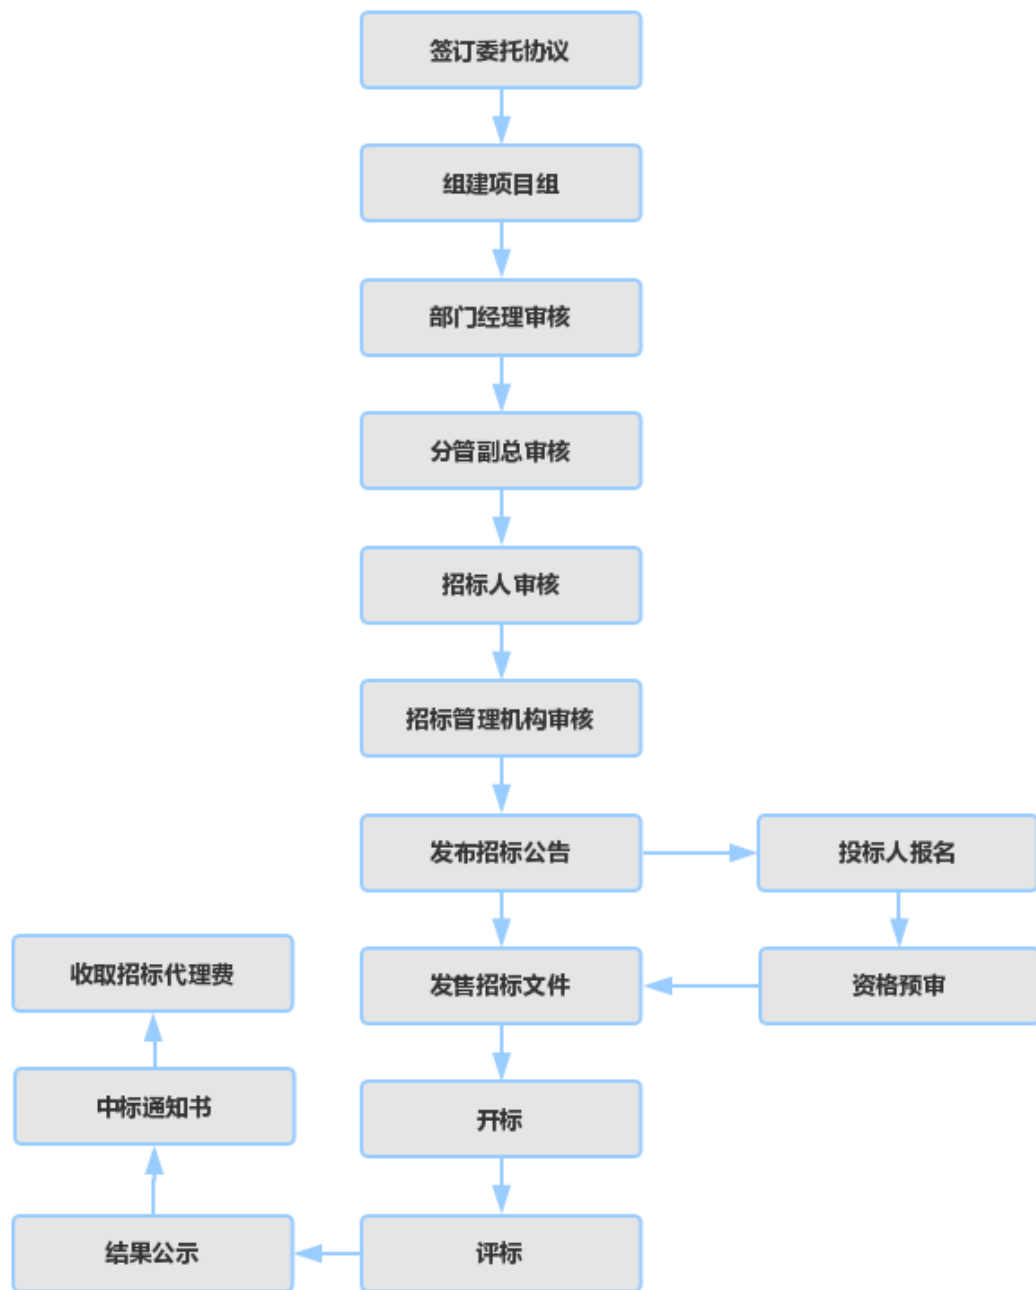 签订委托协议
组建项目组
部门经理审核
分管副总审核
招标人审核
招标管理机构审核
发布招标公告
投标人报名
收取招标代理费
发售招标文件
资格预审
中标通知书
开标
结果公示
评标